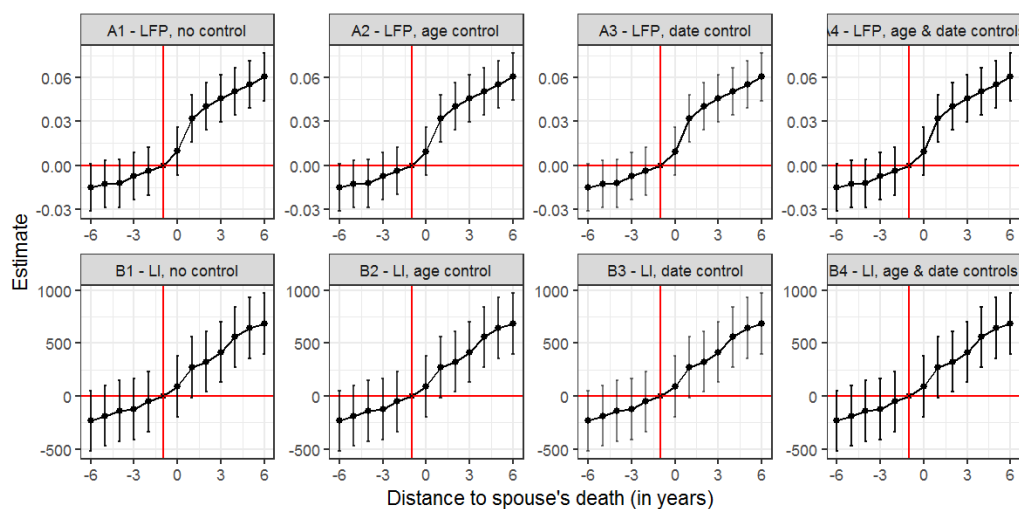 A1 - LFP, no control A2 - LFP, age control A3 - LFP, date control A4 - LFP, age & date controls
0.06 0.06 0.06 0.06
0.03 0.03 0.03 0.03
0.00 0.00 0.00 0.00
-0.03 -0.03 -0.03 -0.03
-6 -3 0 3 6 -6 -3 0 3 6 -6 -3 0 3 6 -6 -3 0 3 6
Estimate
B1 - LI, no control B2 - LI, age control B3 - LI, date control B4 - LI, age & date controls
1000 1000 1000 1000
500 500 500 500
0 0 0 0
-500 -500 -500 -500
-6 -3 0 3 6 -6 -3 0 3 6 -6 -3 0 3 6 -6 -3 0 3 6
Distance to spouse's death (in years)